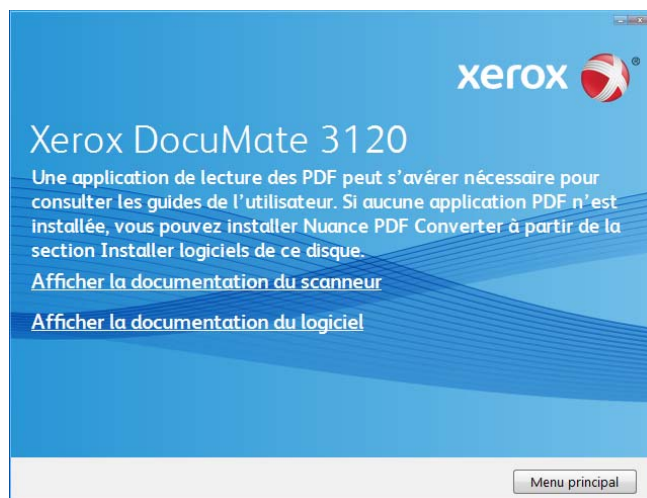 xerox ®
Xerox DocuMate 3120
Une application de lecture des PDF peut s’avérer nécessaire pour
consulter les guides de l’utilisateur. Si aucune application PDF n’est
installée, vous pouvez installer Nuance PDF Converter à partir de la
section Installer logiciels de ce disque.
Afficher la documentation du scanneur
Afficher la documentation du logiciel
Menu principal